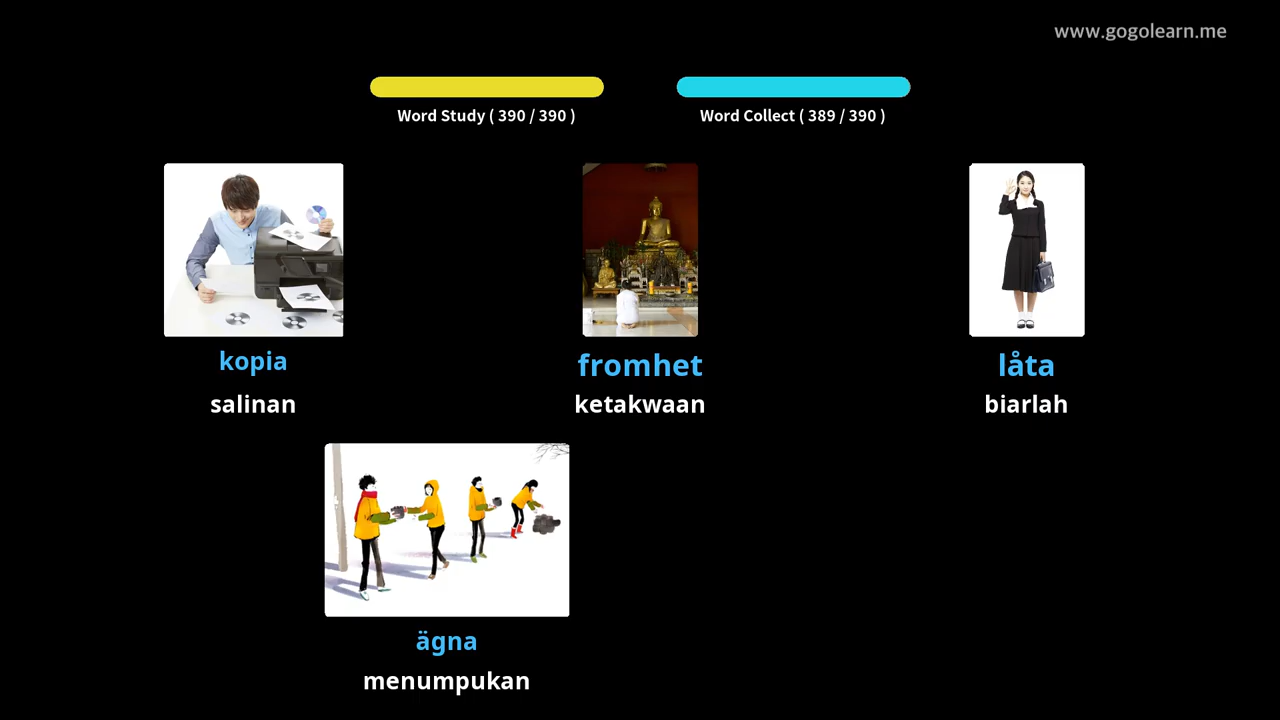 www.gogolearn.me
Word Study ( 390 / 390 )
Word Collect ( 389 / 390 )
kopia
salinan
fromhet
ketakwaan
låta
biarlah
ägna
menumpukan